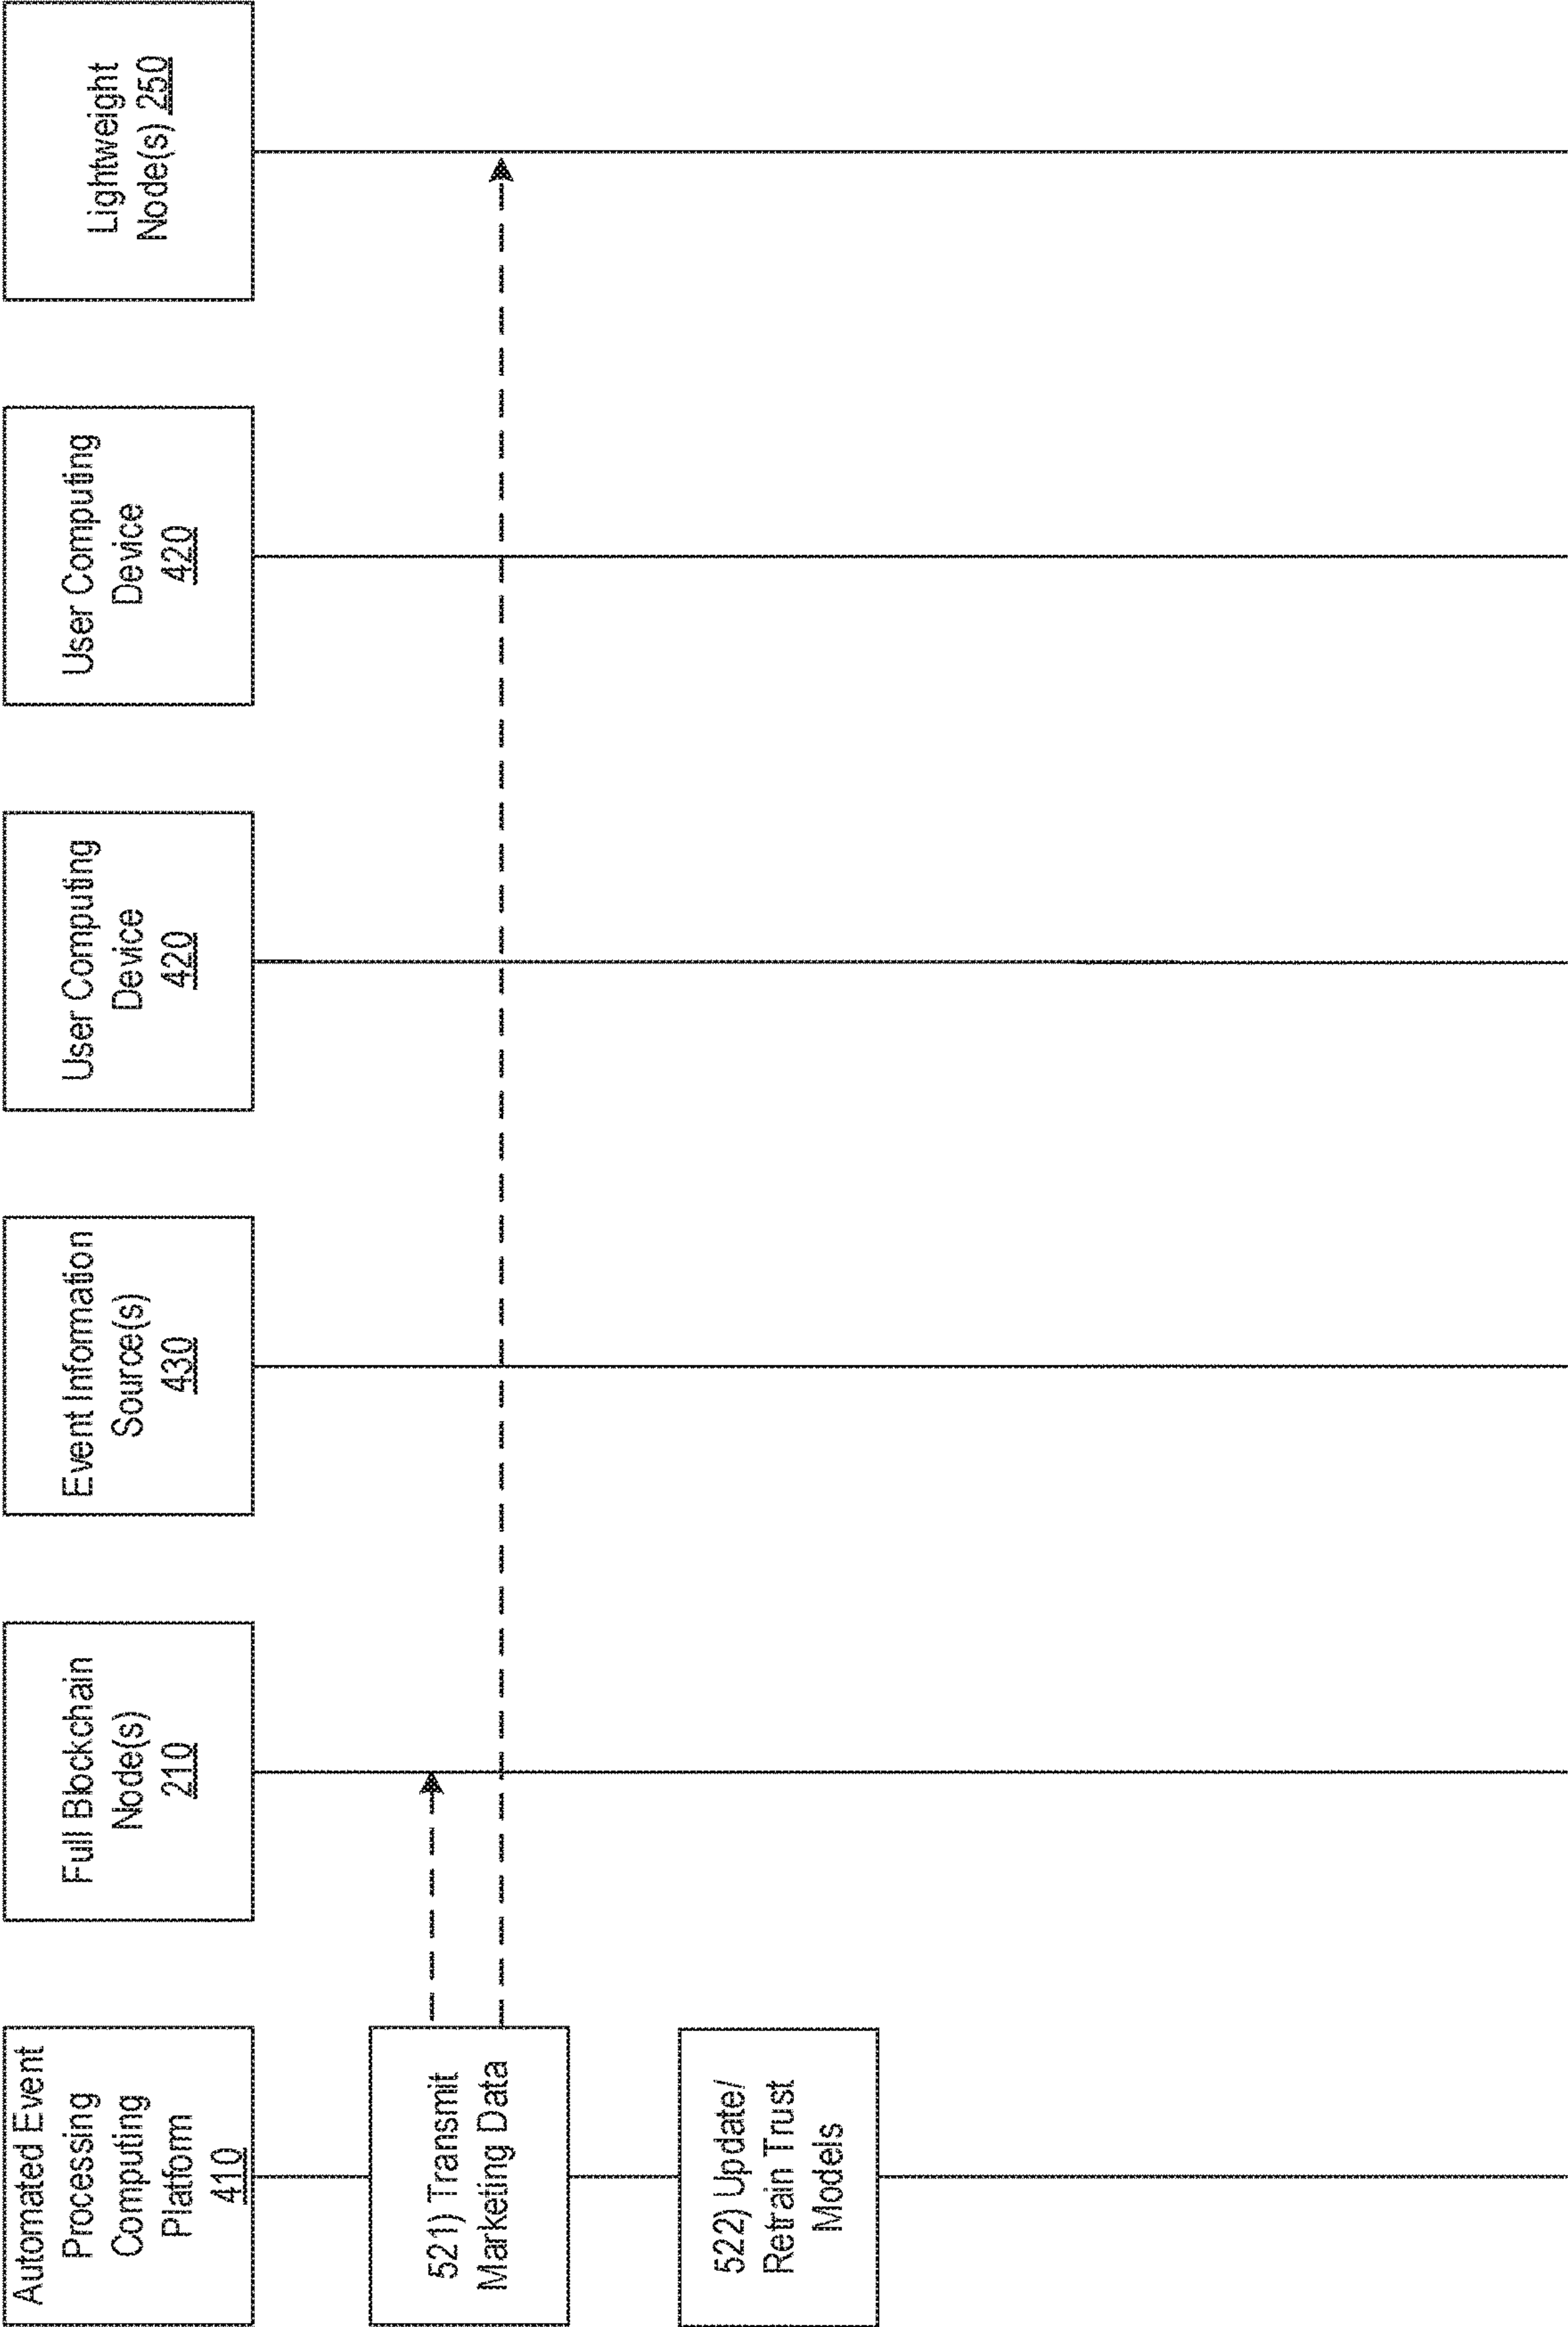 Automated Event
Processing
Computing
Platform
410
Full Blockchain
Node(s)
210
Event Information
Source(s)
430
User Computing
Device
420
User Computing
Device
420
Lightweight
Node(s) 250
521) Transmit
Marketing Data
522) Update/
Retrain Trust
Models